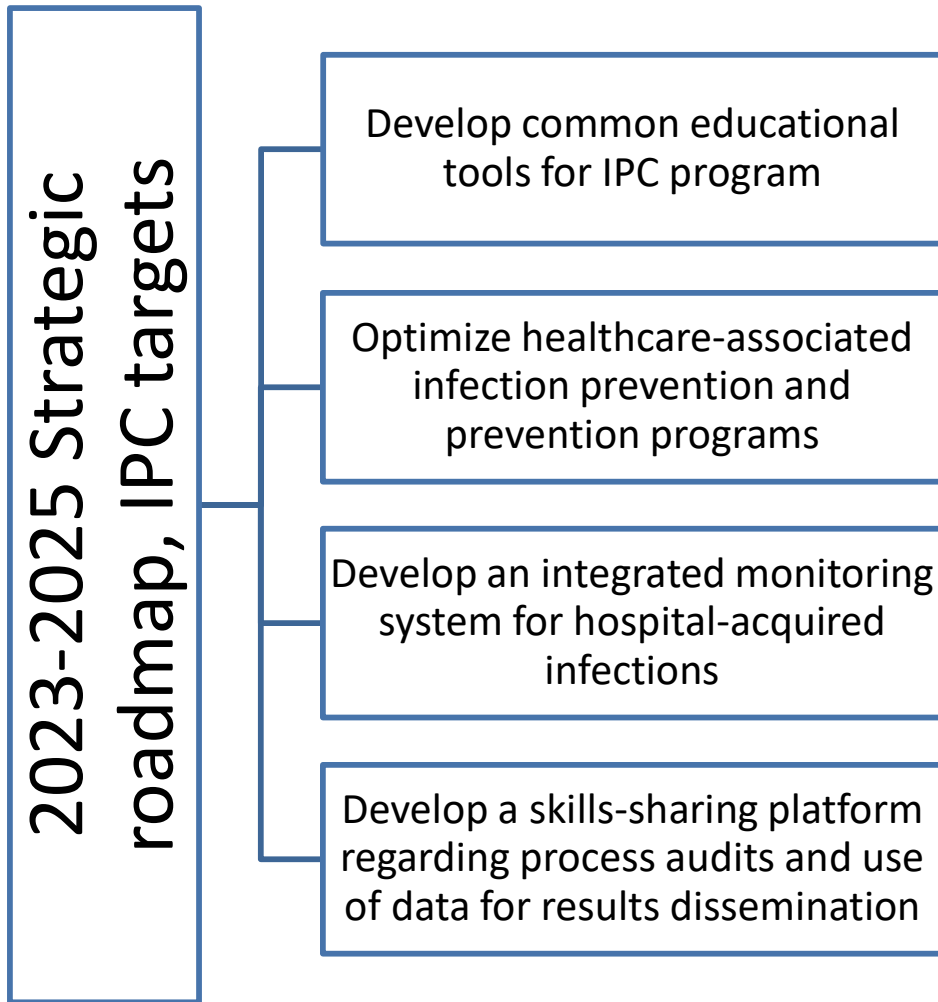 2023-2025 Strategic
roadmap, IPC targets
Develop common educational
tools for IPC program
Optimize healthcare-associated
infection prevention and
prevention programs
Develop an integrated monitoring
system for hospital-acquired
infections
Develop a skills-sharing platform
regarding process audits and use
of data for results dissemination